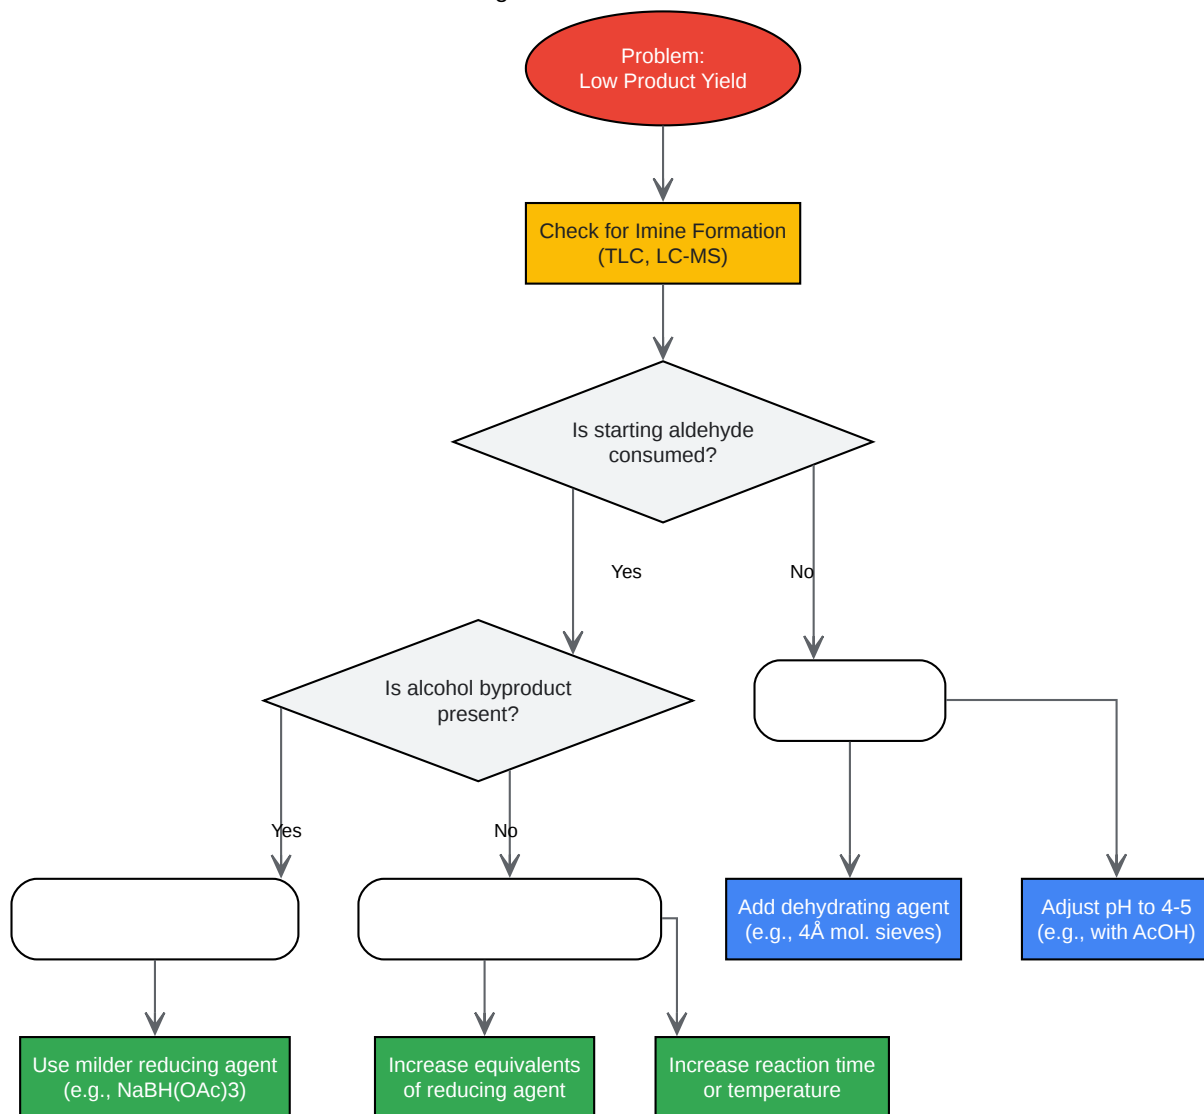 Problem:
Low Product Yield
Check for Imine Formation
(TLC, LC-MS)
Is starting aldehyde
consumed?
Yes
No
Is alcohol byproduct
present?
Yes
No
Add dehydrating agent
(e.g., 4Å mol. sieves)
Adjust pH to 4-5
(e.g., with AcOH)
Use milder reducing agent
(e.g., NaBH(OAc)3)
Increase equivalents
of reducing agent
Increase reaction time
or temperature